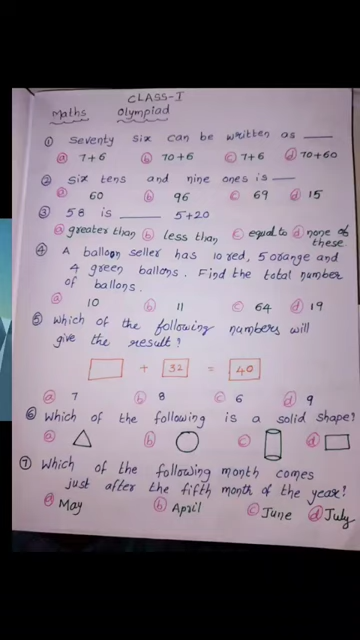 CLASS-I
Maths Olympiad
① Seventy six can be written as ___
ⓐ 7+6 ⓑ 70+6 ⓒ 7+6 ⓓ 70+60
② Six tens and nine ones is ___
ⓐ 60 ⓑ 96 ⓒ 69 ⓓ 15
③ 58 is ___ 5+20
ⓐ greater than ⓑ less than ⓒ equal to ⓓ none of these
④ A balloon seller has 10 red, 5 orange and
4 green ballons. Find the total number
of ballons.
ⓐ 10 ⓑ 11 ⓒ 64 ⓓ 19
⑤ Which of the following numbers will
give the result?
+ 32 = 40
ⓐ 7 ⓑ 8 ⓒ 6 ⓓ 9
⑥ Which of the following is a solid shape?
ⓐ ⓑ ⓒ ⓓ
⑦ Which of the following month comes
just after the fifth month of the year?
ⓐ May ⓑ April ⓒ June ⓓ July